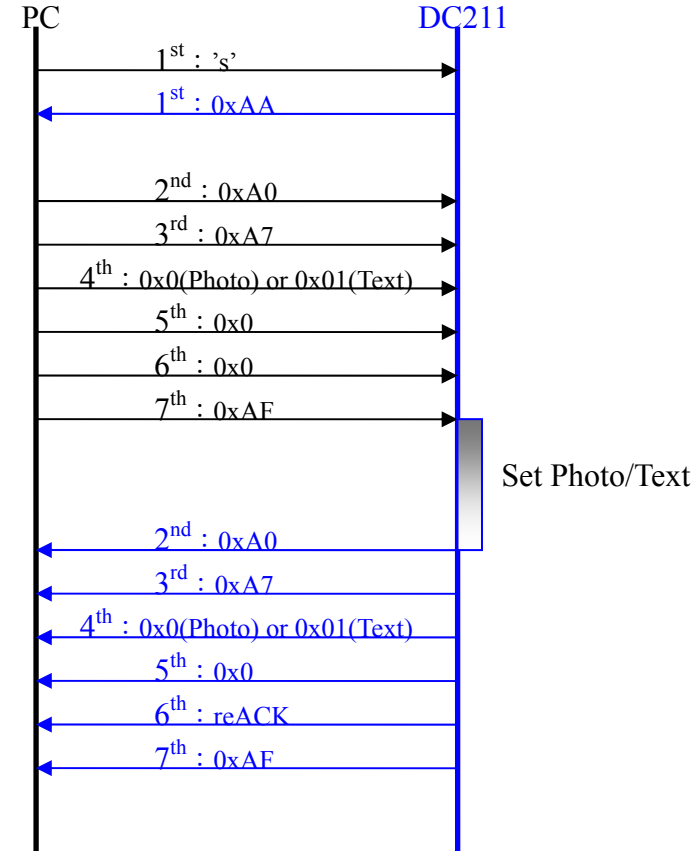 PC DC211
1st : ’s’
1st : 0xAA
2nd : 0xA0
3rd : 0xA7
4th : 0x0(Photo) or 0x01(Text)
5th : 0x0
6th : 0x0
7th : 0xAF
Set Photo/Text
2nd : 0xA0
3rd : 0xA7
4th : 0x0(Photo) or 0x01(Text)
5th : 0x0
6th : reACK
7th : 0xAF